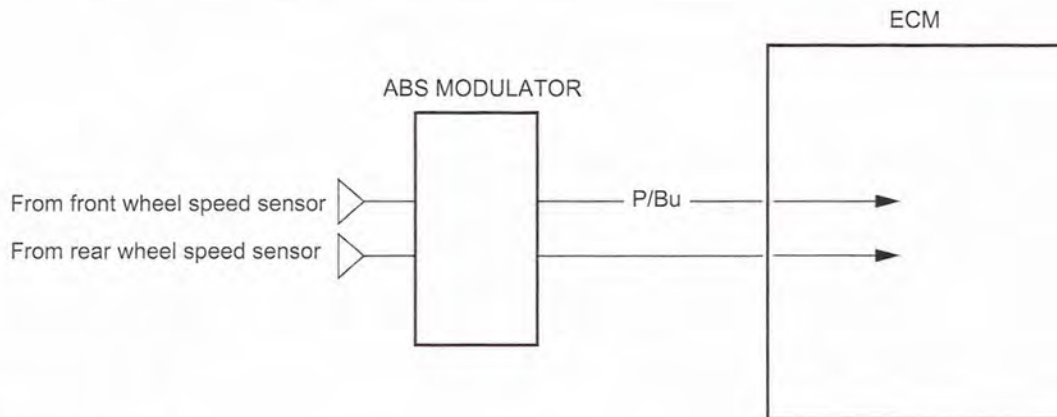 ECM
ABS MODULATOR
From front wheel speed sensor
P/Bu
From rear wheel speed sensor